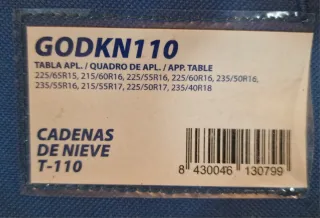 GODKN110
TABLA APL. / QUADRO DE APL. / APP. TABLE
225/65R15, 215/60R16, 225/55R16, 225/60R16, 235/50R16,
235/55R16, 215/55R17, 225/50R17, 235/40R18
CADENAS
DE NIEVE
T-110
8 430046 130799